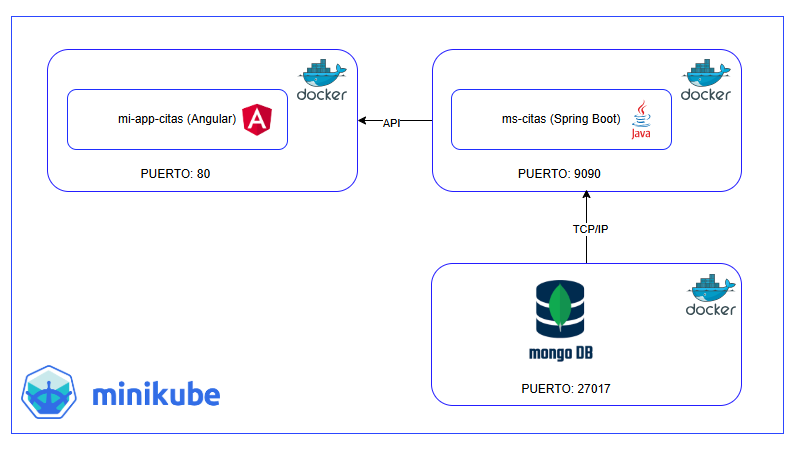 docker
mi-app-citas (Angular)
PUERTO: 80
API
docker
ms-citas (Spring Boot)
Java
PUERTO: 9090
TCP/IP
docker
mongo DB
PUERTO: 27017
minikube